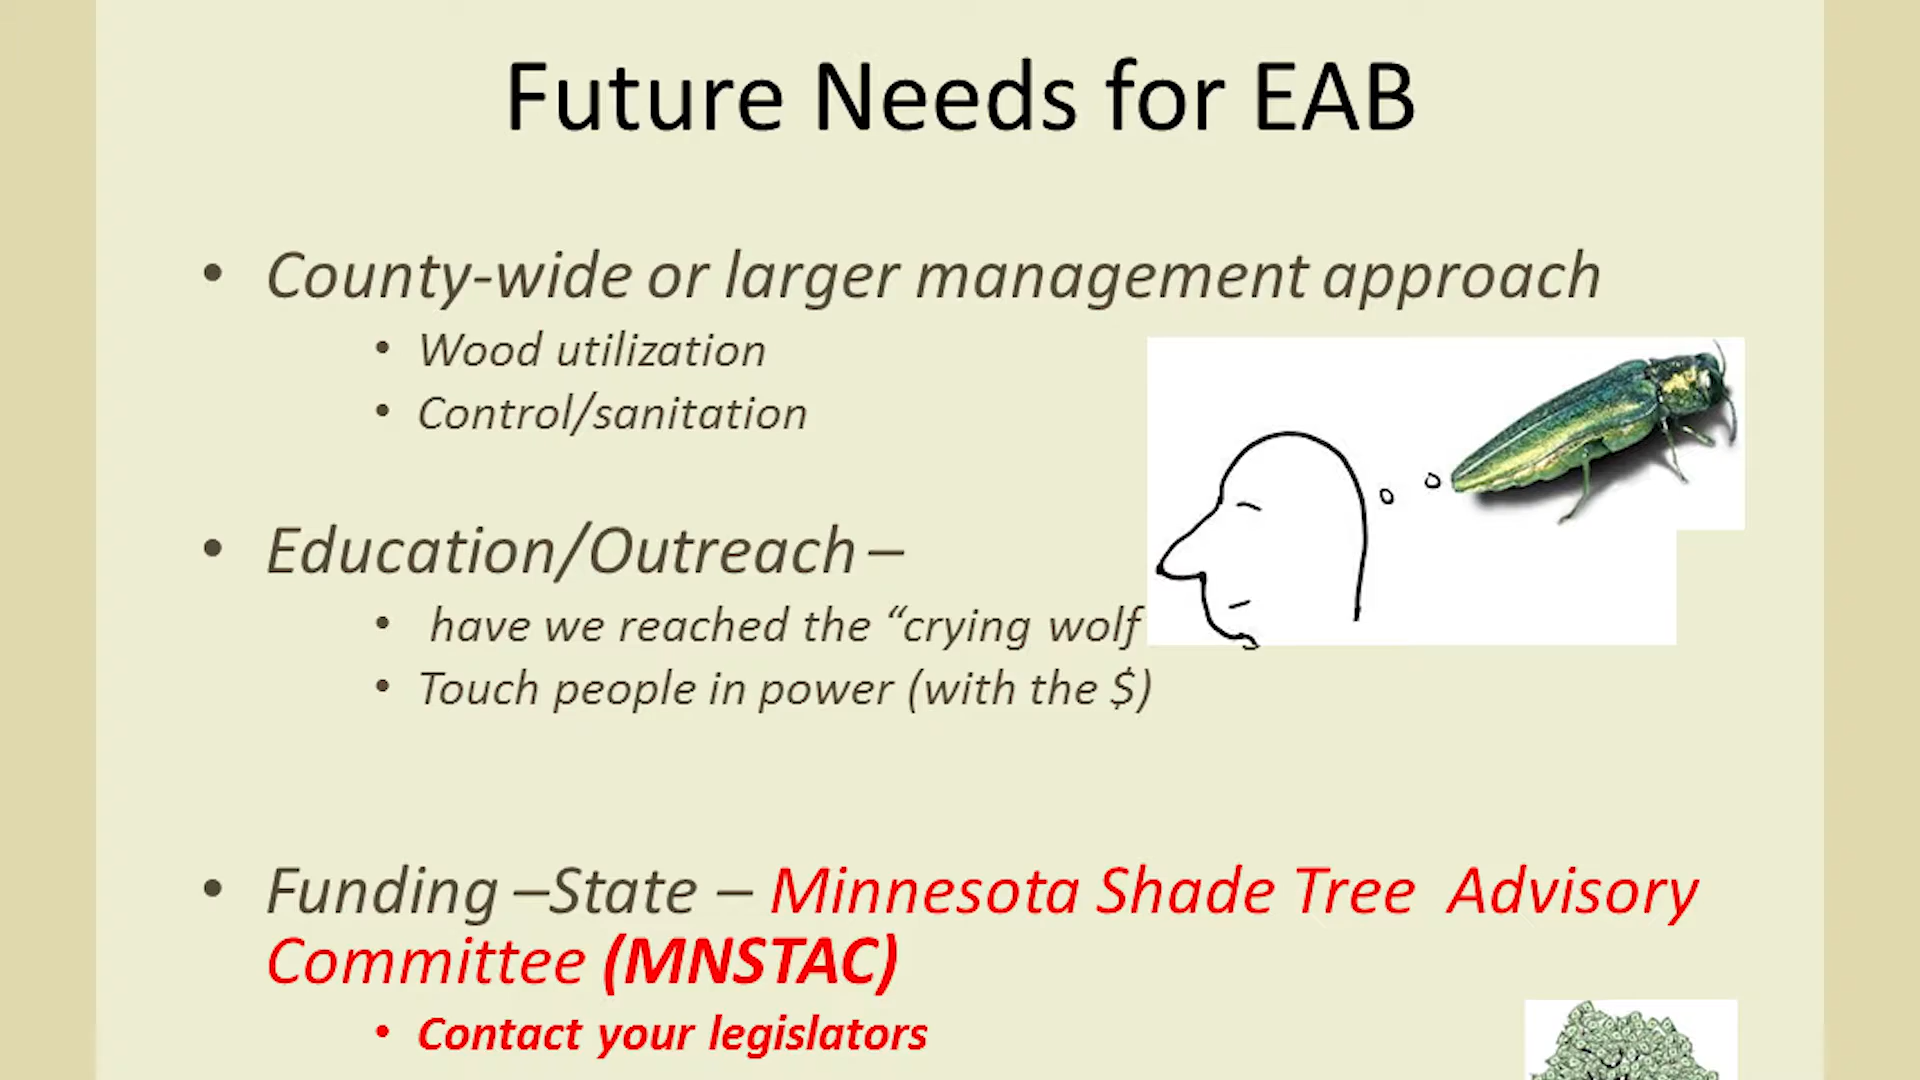 Future Needs for EAB
• County-wide or larger management approach
• Wood utilization
• Control/sanitation
• Education/Outreach –
• have we reached the “crying wolf
• Touch people in power (with the $)
• Funding –State – Minnesota Shade Tree Advisory
Committee (MNSTAC)
• Contact your legislators